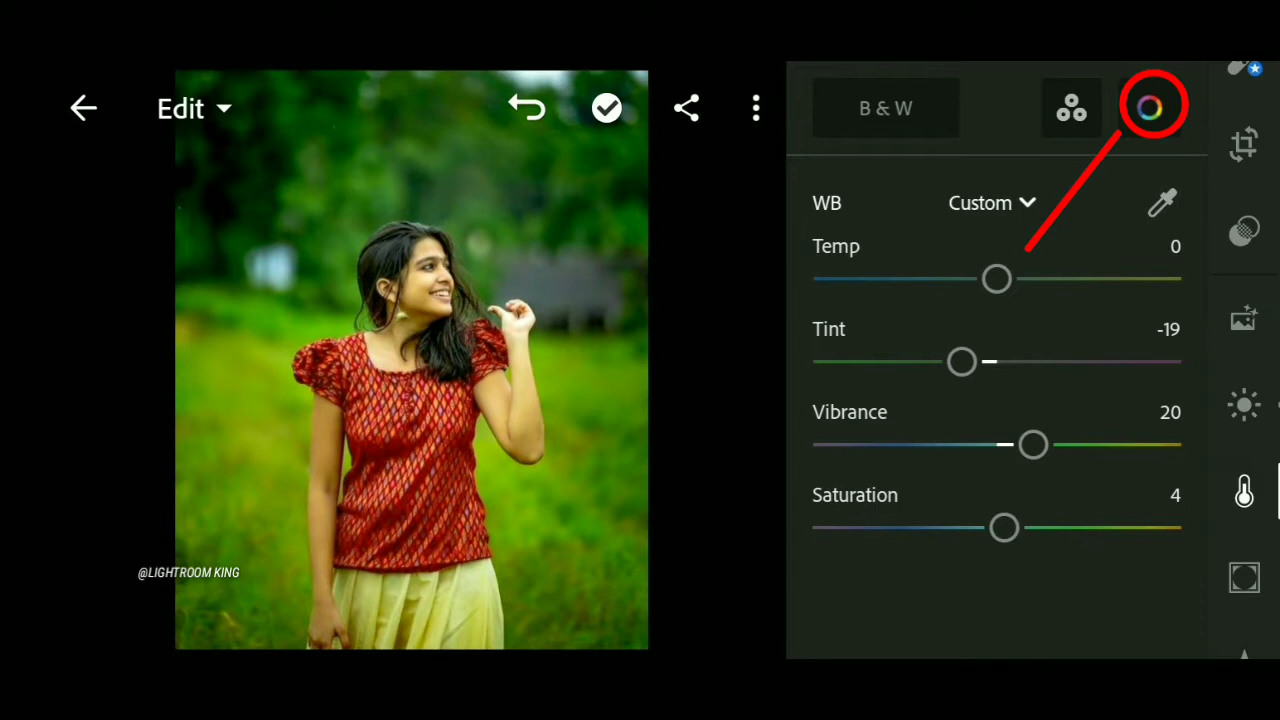 Edit
B & W
WB Custom
Temp 0
Tint -19
Vibrance 20
Saturation 4
@LIGHTROOM KING